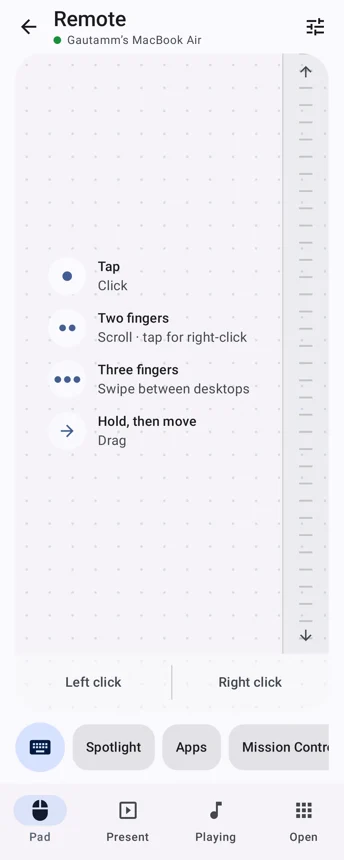 Remote
Gautamm's MacBook Air
Tap
Click
Two fingers
Scroll · tap for right-click
Three fingers
Swipe between desktops
Hold, then move
Drag
Left click
Right click
Spotlight
Apps
Mission Contro
Pad
Present
Playing
Open